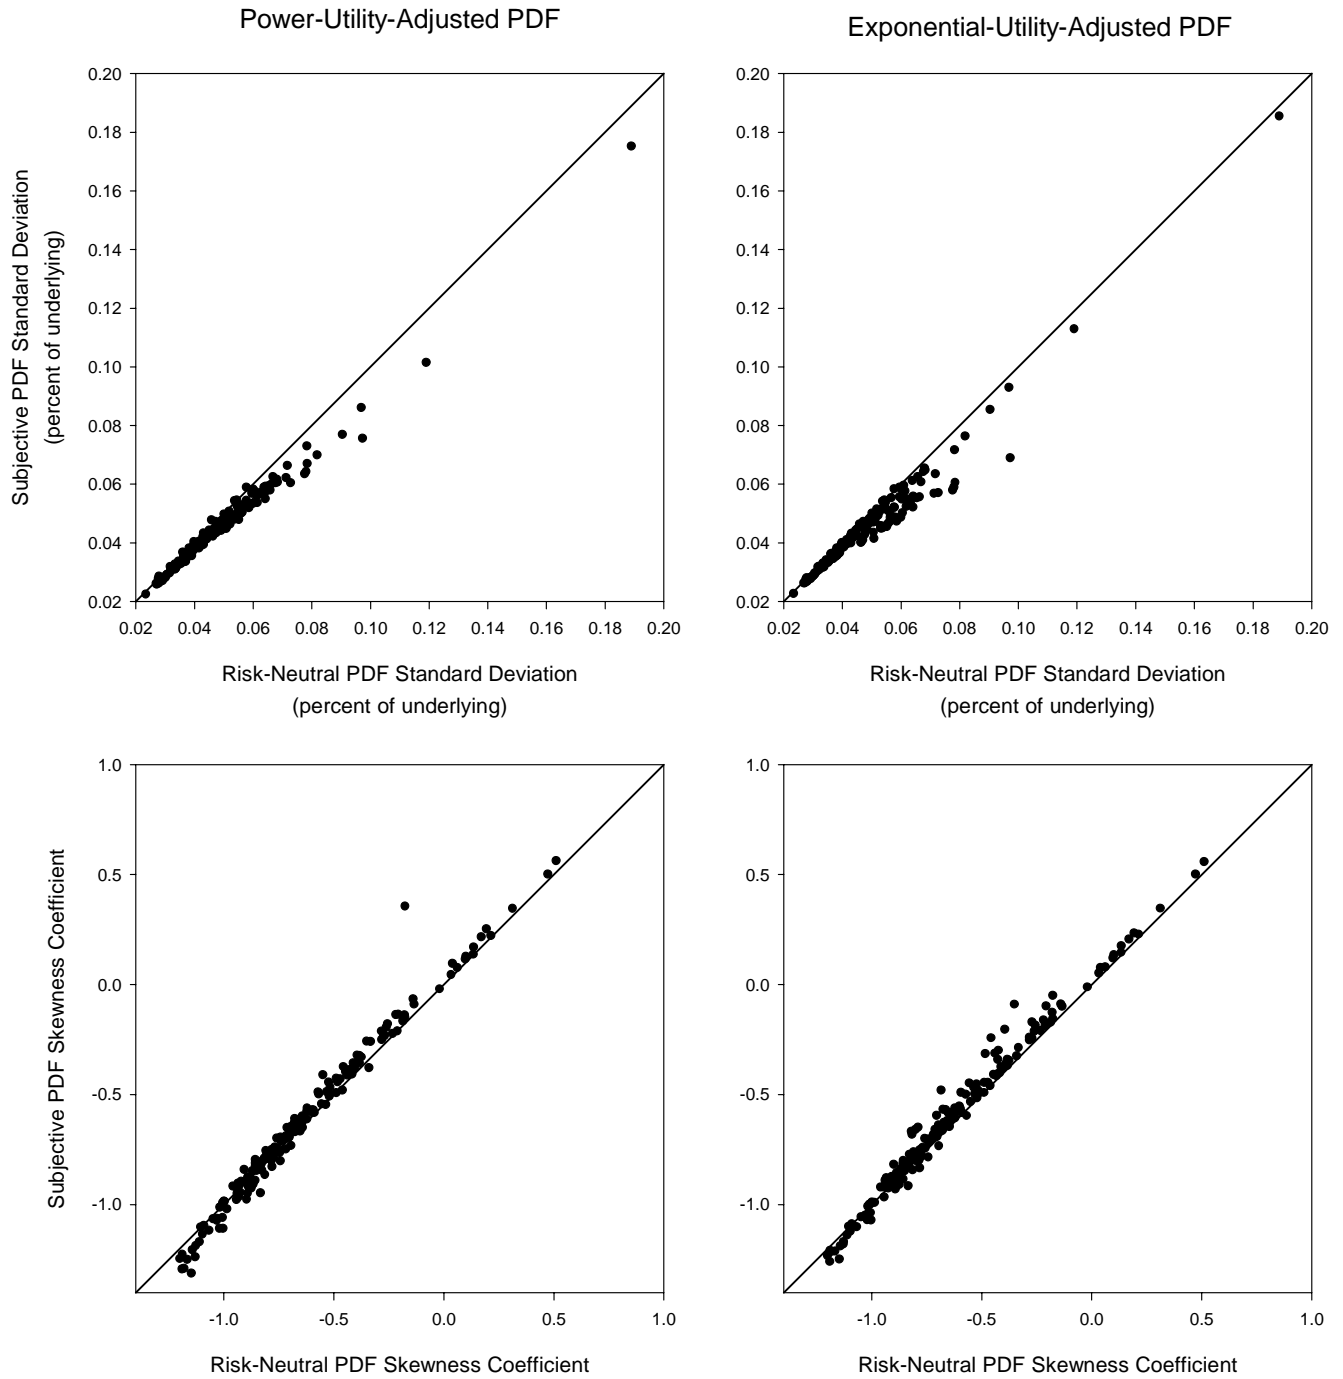 Power-Utility-Adjusted PDF
Exponential-Utility-Adjusted PDF
Subjective PDF Standard Deviation
(percent of underlying)
0.20
0.18
0.16
0.14
0.12
0.10
0.08
0.06
0.04
0.02
0.02 0.04 0.06 0.08 0.10 0.12 0.14 0.16 0.18 0.20
Risk-Neutral PDF Standard Deviation
(percent of underlying)
0.20
0.18
0.16
0.14
0.12
0.10
0.08
0.06
0.04
0.02
0.02 0.04 0.06 0.08 0.10 0.12 0.14 0.16 0.18 0.20
Risk-Neutral PDF Standard Deviation
(percent of underlying)
Subjective PDF Skewness Coefficient
1.0
0.5
0.0
-0.5
-1.0
-1.0 -0.5 0.0 0.5 1.0
Risk-Neutral PDF Skewness Coefficient
1.0
0.5
0.0
-0.5
-1.0
-1.0 -0.5 0.0 0.5 1.0
Risk-Neutral PDF Skewness Coefficient